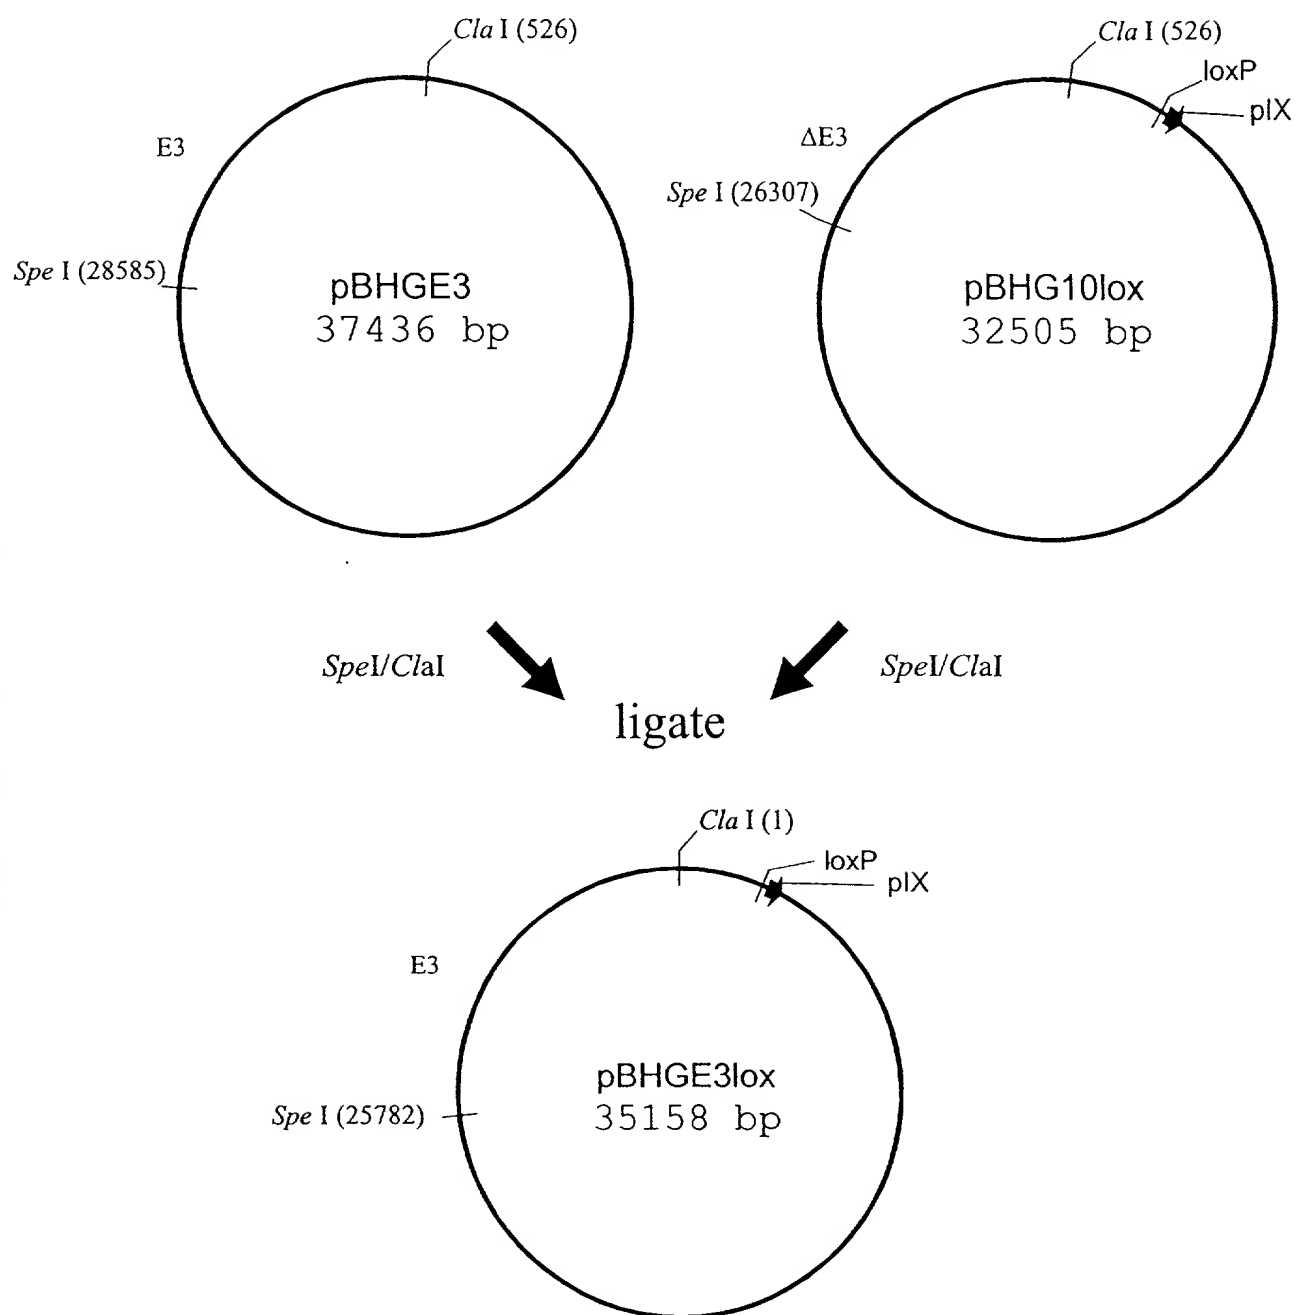 Cla I (526)
E3
Spe I (28585)
pBHGE3
37436 bp
Cla I (526)
loxP
pIX
ΔE3
Spe I (26307)
pBHG10lox
32505 bp
SpeI/ClaI
SpeI/ClaI
ligate
Cla I (1)
loxP
pIX
E3
Spe I (25782)
pBHGE3lox
35158 bp